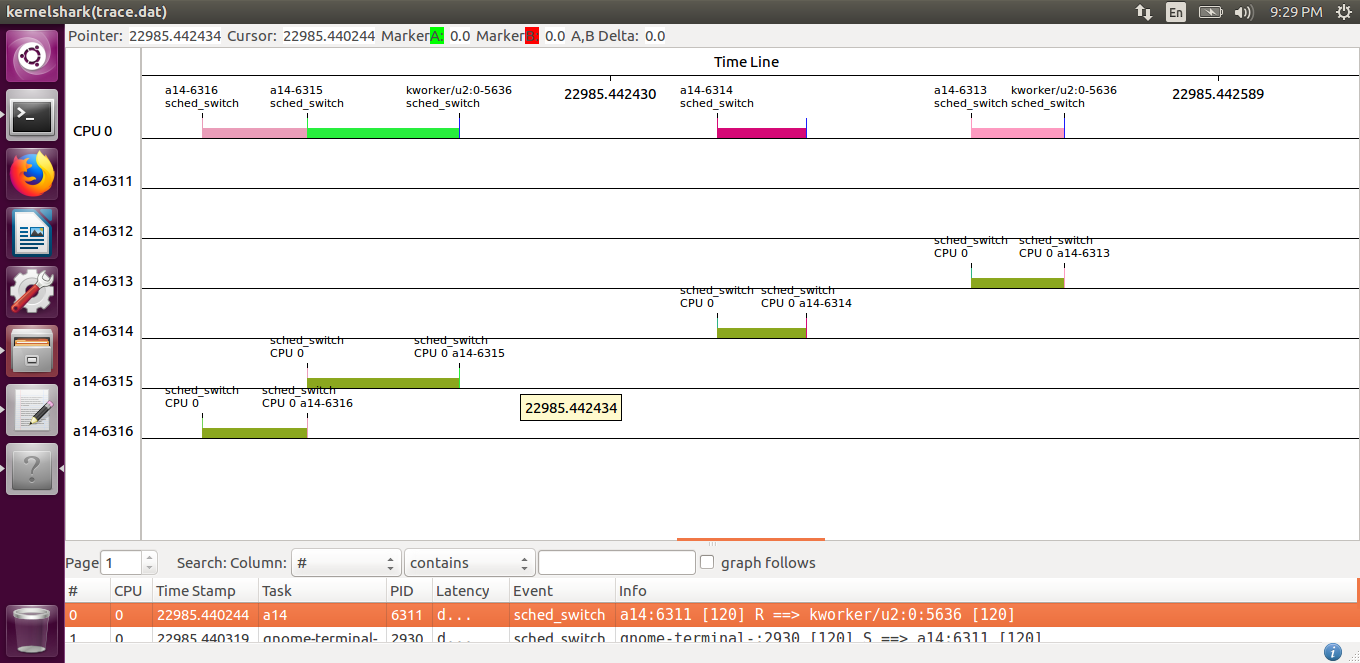 kernelshark(trace.dat)
En
9:29 PM
Pointer: 22985.442434 Cursor: 22985.440244 Marker A: 0.0 Marker B: 0.0 A,B Delta: 0.0
Time Line
a14-6316 a14-6315 kworker/u2:0-5636 22985.442430 a14-6314 a14-6313 kworker/u2:0-5636 22985.442589
sched_switch sched_switch sched_switch sched_switch sched_switch sched_switch
CPU 0
a14-6311
a14-6312
sched_switch sched_switch
CPU 0 CPU 0 a14-6313
a14-6313
sched_switch sched_switch
CPU 0 CPU 0 a14-6314
a14-6314
sched_switch sched_switch
CPU 0 CPU 0 a14-6315
a14-6315
sched_switch sched_switch
CPU 0 CPU 0 a14-6316
22985.442434
a14-6316
Page 1 Search: Column: # contains graph follows
# CPU Time Stamp Task PID Latency Event Info
0 0 22985.440244 a14 6311 d... sched_switch a14:6311 [120] R ==> kworker/u2:0:5636 [120]
1 0 22985.440319 gnome-terminal- 2930 d... sched_switch gnome-terminal-:2930 [120] S ==> a14:6311 [120]